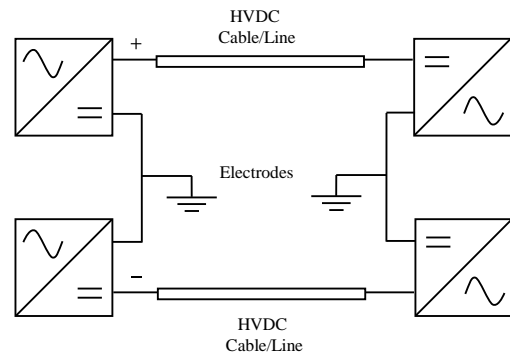 HVDC
Cable/Line
+
Electrodes
−
HVDC
Cable/Line